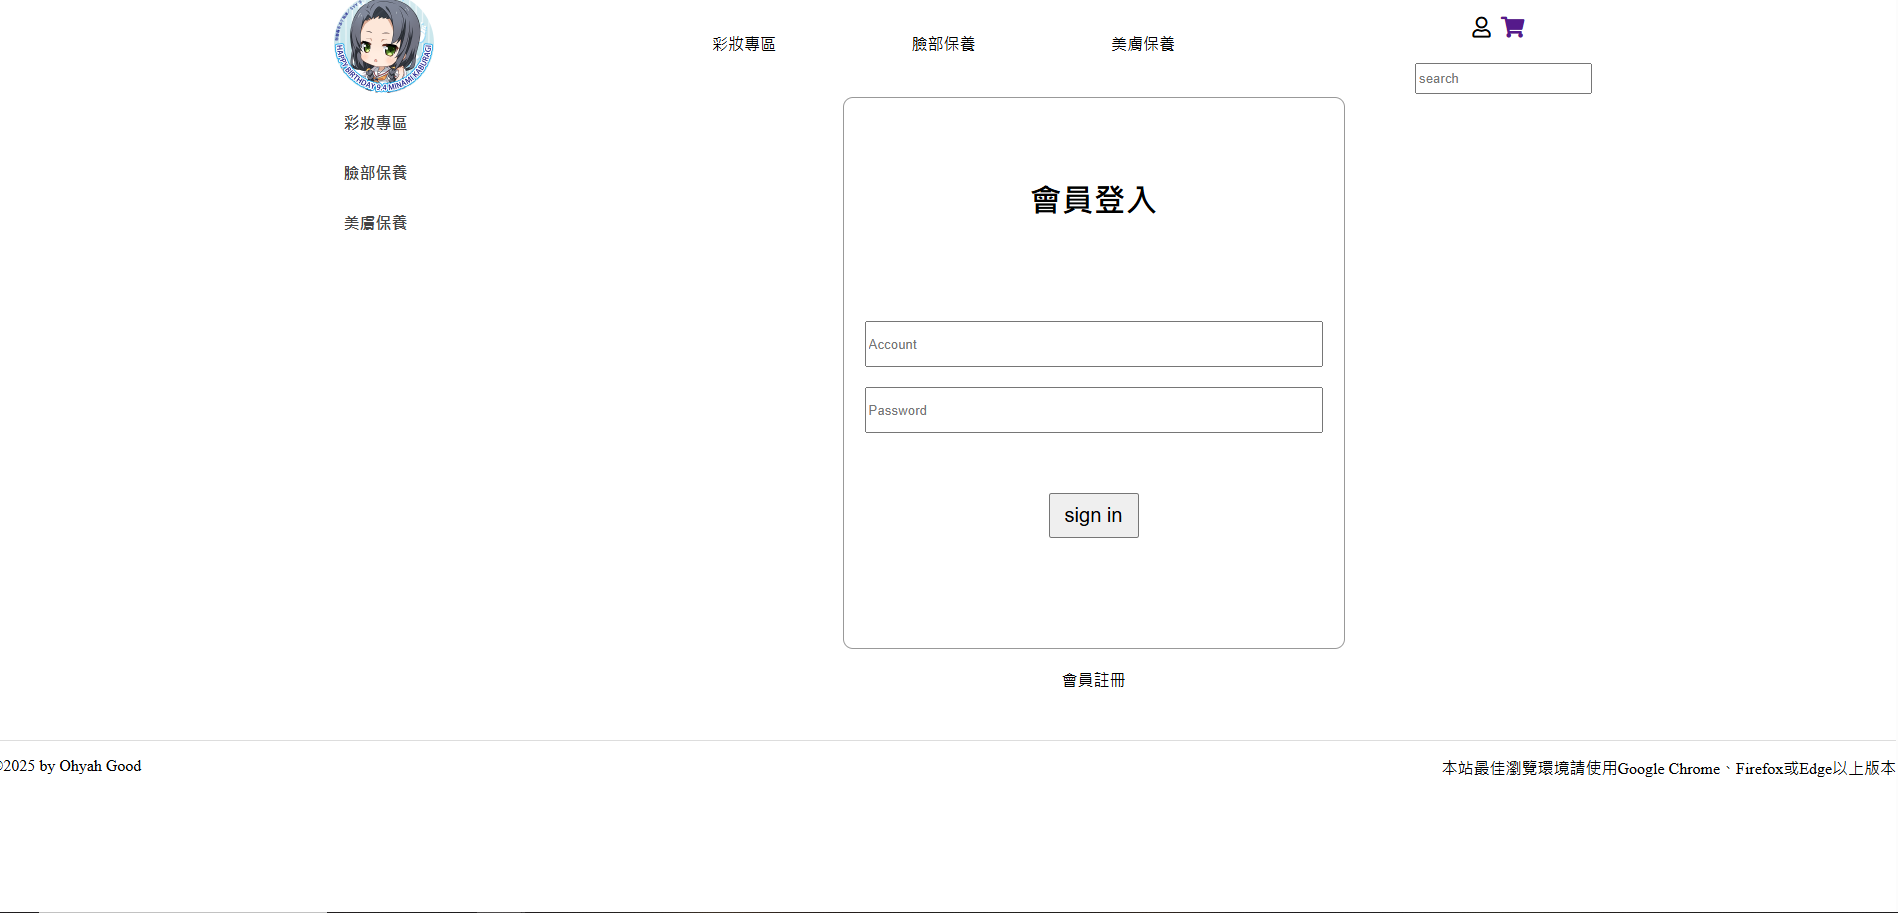 HAPPY BIRTHDAY 9.4 MINAMI KABURAGI
彩妝專區
臉部保養
美膚保養
search
彩妝專區
臉部保養
美膚保養
會員登入
Account
Password
sign in
會員註冊
©2025 by Ohyah Good
本站最佳瀏覽環境請使用Google Chrome、Firefox或Edge以上版本